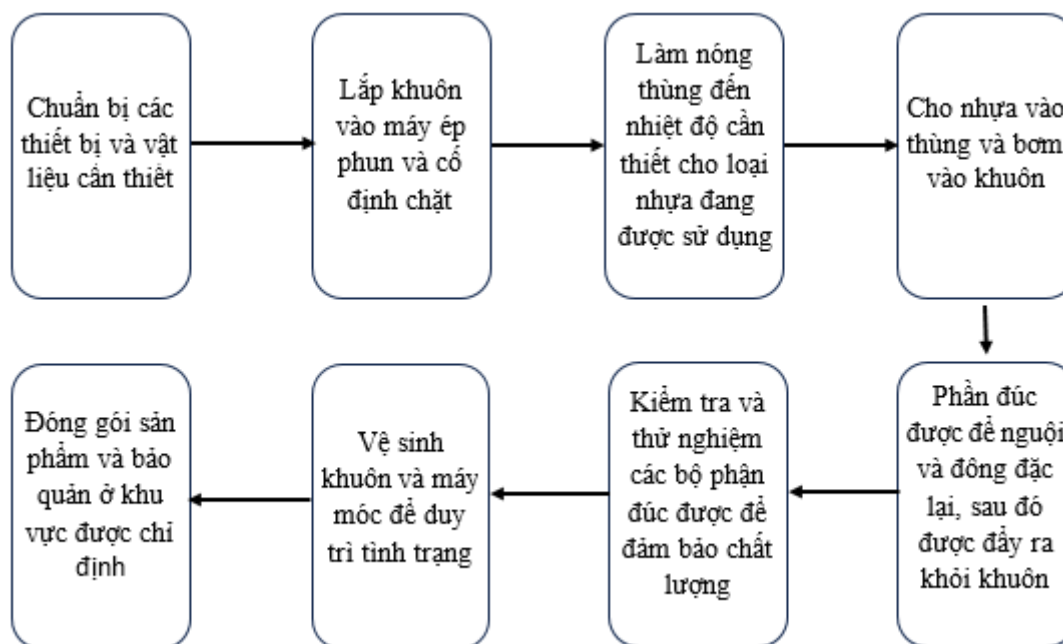 Chuẩn bị các
thiết bị và vật
liệu cần thiết
Lắp khuôn
vào máy ép
phun và cố
định chặt
Làm nóng
thùng đến
nhiệt độ cần
thiết cho loại
nhựa đang
được sử dụng
Cho nhựa vào
thùng và bơm
vào khuôn
Phần đúc
được để nguội
và đông đặc
lại, sau đó
được đẩy ra
khỏi khuôn
Kiểm tra và
thử nghiệm
các bộ phận
đúc được để
đảm bảo chất
lượng
Vệ sinh
khuôn và máy
móc để duy
trì tình trạng
Đóng gói sản
phẩm và bảo
quản ở khu
vực được chỉ
định